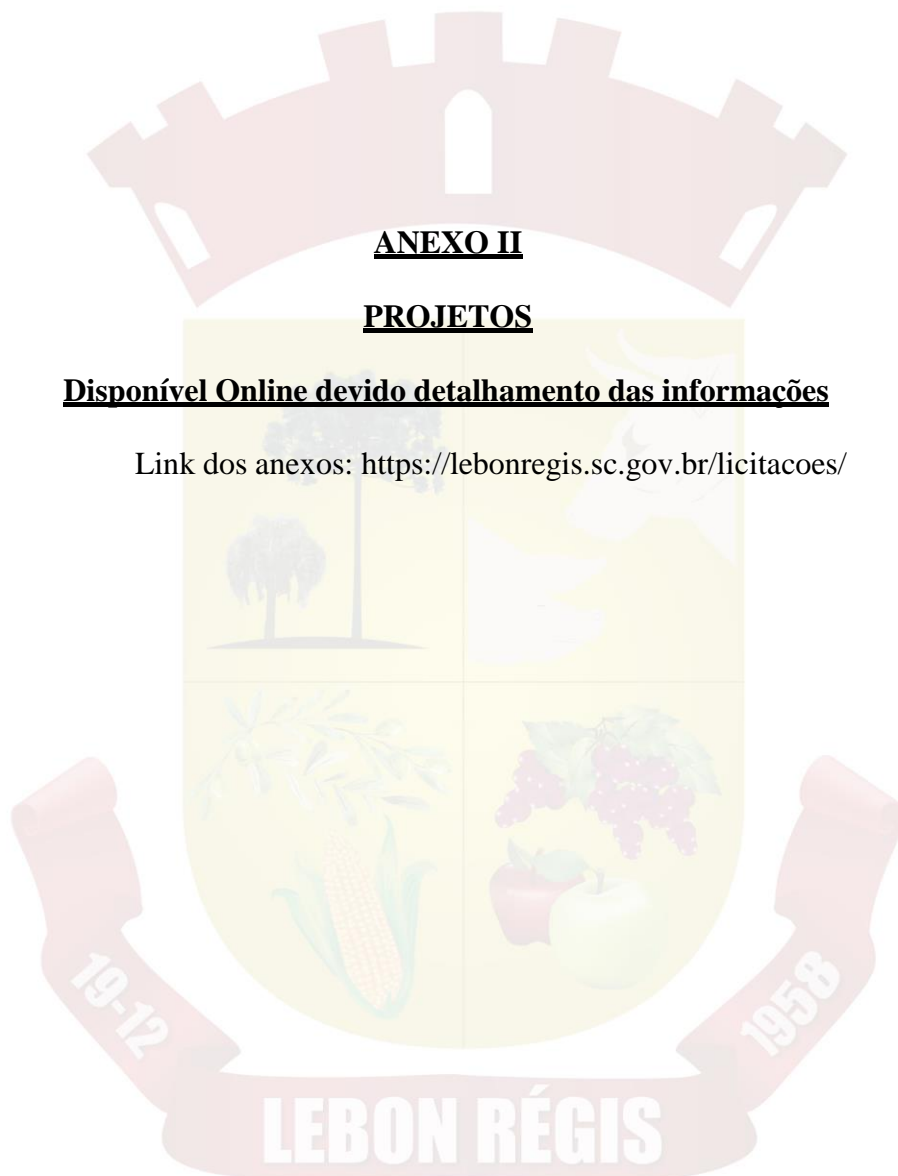 ANEXO II
PROJETOS
Disponível Online devido detalhamento das informações
Link dos anexos: https://lebonregis.sc.gov.br/licitacoes/
19-12
1958
LEBON RÉGIS